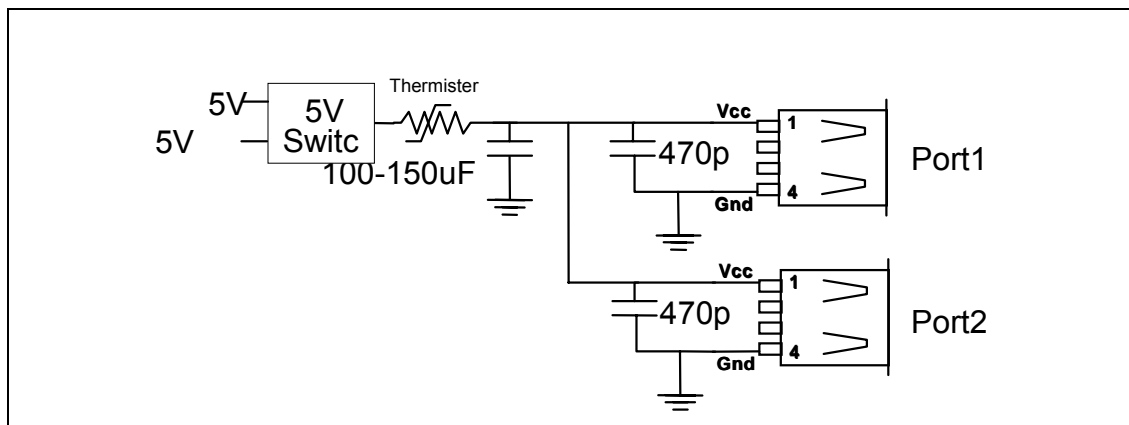 Thermister
5V
5V
5V
Switc
100-150uF
Vcc
1
470p
4
Gnd
Port1
Vcc
1
470p
4
Gnd
Port2